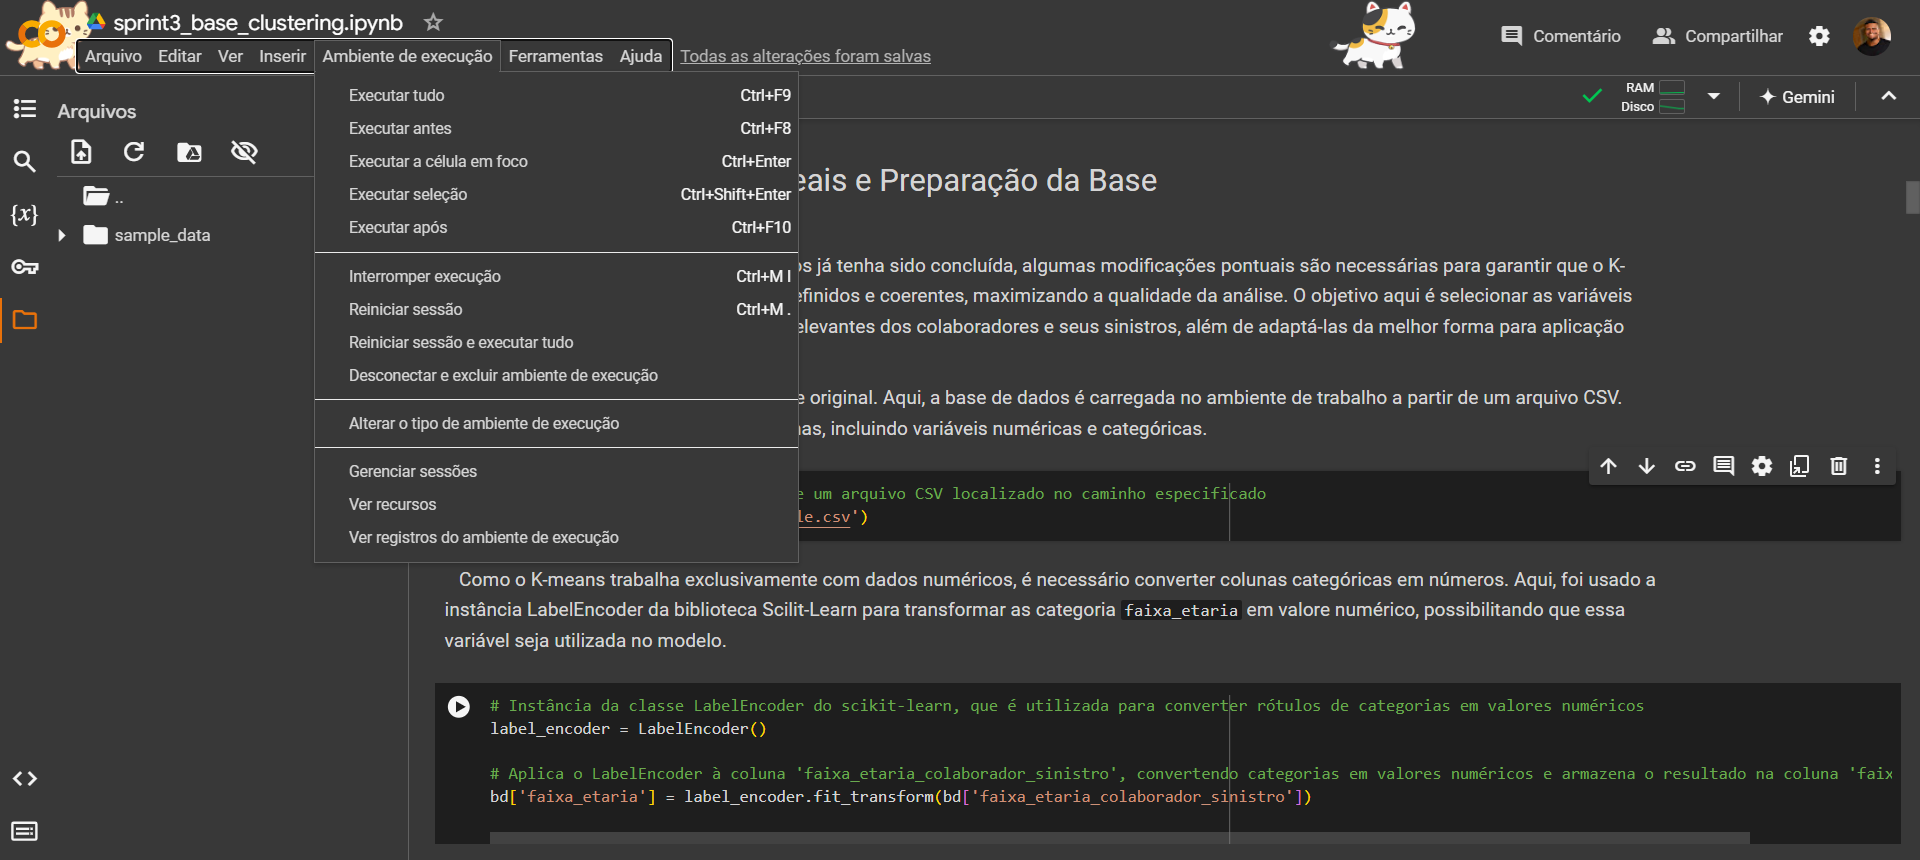 sprint3_base_clustering.ipynb
Comentário
Compartilhar
Arquivo Editar Ver Inserir Ambiente de execução Ferramentas Ajuda Todas as alterações foram salvas
RAM
Disco
Gemini
Arquivos
..
sample_data
Executar tudo Ctrl+F9
Executar antes Ctrl+F8
Executar a célula em foco Ctrl+Enter
Executar seleção Ctrl+Shift+Enter
Executar após Ctrl+F10
Interromper execução Ctrl+M I
Reiniciar sessão Ctrl+M .
Reiniciar sessão e executar tudo
Desconectar e excluir ambiente de execução
Alterar o tipo de ambiente de execução
Gerenciar sessões
Ver recursos
Ver registros do ambiente de execução
eais e Preparação da Base
os já tenha sido concluída, algumas modificações pontuais são necessárias para garantir que o K-
efinidos e coerentes, maximizando a qualidade da análise. O objetivo aqui é selecionar as variáveis
elevantes dos colaboradores e seus sinistros, além de adaptá-las da melhor forma para aplicação
e original. Aqui, a base de dados é carregada no ambiente de trabalho a partir de um arquivo CSV.
nas, incluindo variáveis numéricas e categóricas.
e um arquivo CSV localizado no caminho especificado
le.csv')
Como o K-means trabalha exclusivamente com dados numéricos, é necessário converter colunas categóricas em números. Aqui, foi usado a
instância LabelEncoder da biblioteca Scilit-Learn para transformar as categoria faixa_etaria em valore numérico, possibilitando que essa
variável seja utilizada no modelo.
# Instância da classe LabelEncoder do scikit-learn, que é utilizada para converter rótulos de categorias em valores numéricos
label_encoder = LabelEncoder()
# Aplica o LabelEncoder à coluna 'faixa_etaria_colaborador_sinistro', convertendo categorias em valores numéricos e armazena o resultado na coluna 'faix
bd['faixa_etaria'] = label_encoder.fit_transform(bd['faixa_etaria_colaborador_sinistro'])